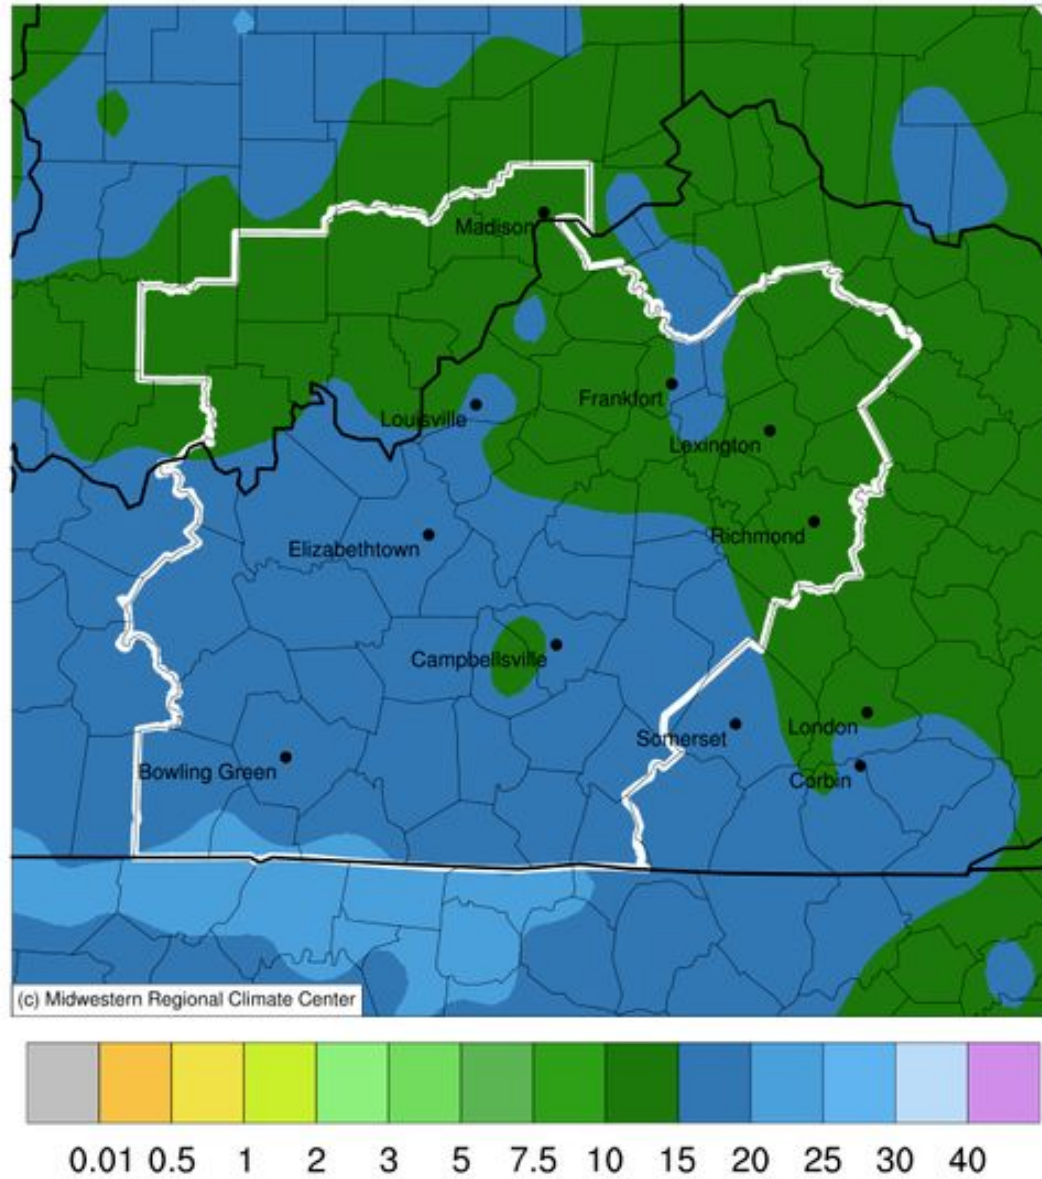 Madison
Louisville
Frankfort
Lexington
Richmond
Elizabethtown
Campbellsville
Somerset
London
Bowling Green
Corbin
(c) Midwestern Regional Climate Center
0.01 0.5 1 2 3 5 7.5 10 15 20 25 30 40